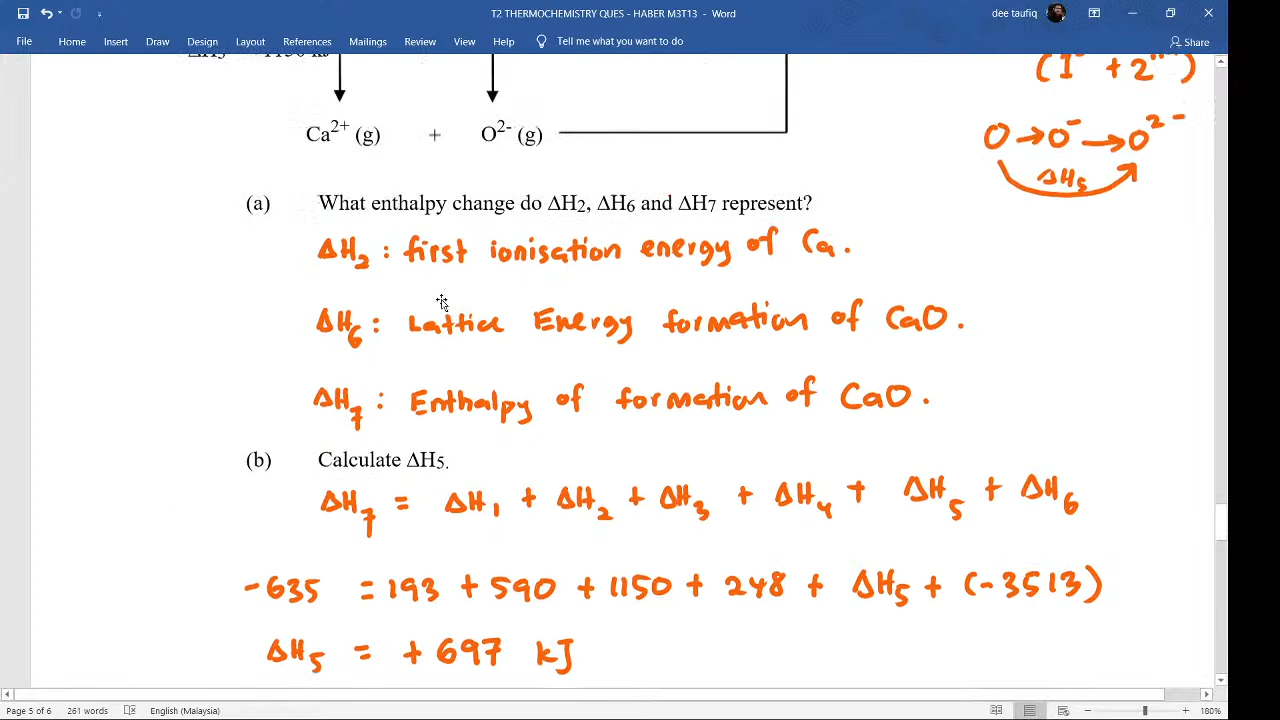 T2 THERMOCHEMISTRY QUES - HABER M3T13 - Word
dee taufiq
File Home Insert Draw Design Layout References Mailings Review View Help Tell me what you want to do Share
O → O⁻ → O²⁻
ΔH₅
Ca²⁺ (g) + O²⁻ (g)
(a) What enthalpy change do ΔH₂, ΔH₆ and ΔH₇ represent?
ΔH₂ : first ionisation energy of Ca.
ΔH₆ : Lattice Energy formation of CaO.
ΔH₇ : Enthalpy of formation of CaO.
(b) Calculate ΔH₅.
ΔH₇ = ΔH₁ + ΔH₂ + ΔH₃ + ΔH₄ + ΔH₅ + ΔH₆
-635 = 193 + 590 + 1150 + 248 + ΔH₅ + (-3513)
ΔH₅ = + 697 kJ
Page 5 of 6 261 words English (Malaysia) 180%